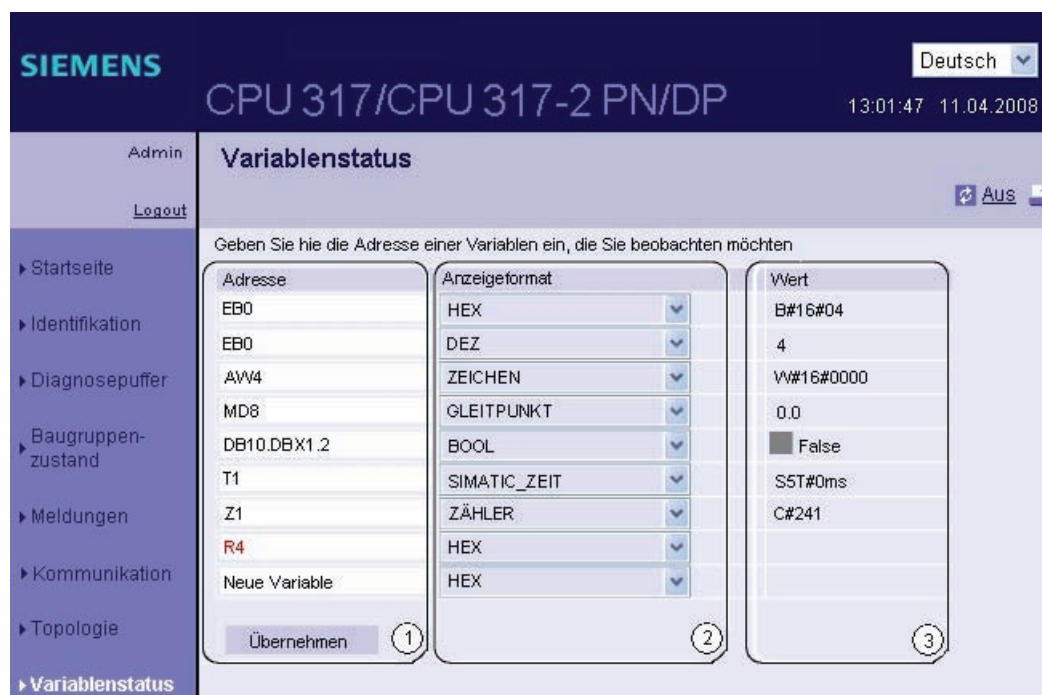 SIEMENS
Deutsch
CPU 317/CPU 317-2 PN/DP
13:01:47 11.04.2008
Admin
Logout
Variablenstatus
Aus
Startseite
Identifikation
Diagnosepuffer
Baugruppen-
zustand
Meldungen
Kommunikation
Topologie
Variablenstatus
Geben Sie hie die Adresse einer Variablen ein, die Sie beobachten möchten
Adresse Anzeigeformat Wert
EB0 HEX B#16#04
EB0 DEZ 4
AW4 ZEICHEN W#16#0000
MD8 GLEITPUNKT 0.0
DB10.DBX1.2 BOOL False
T1 SIMATIC_ZEIT S5T#0ms
Z1 ZÄHLER C#241
R4 HEX
Neue Variable HEX
Übernehmen 1 2 3